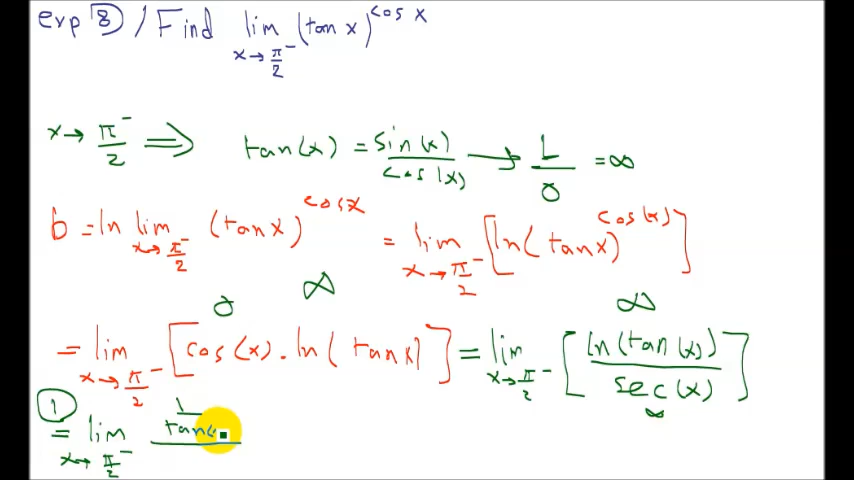 exp 8 / Find lim x→π/2⁻ (tan x)^cos x
x→π/2⁻ ⟹ tan(x) = sin(x)/cos(x) → 1/0 = ∞
b = ln lim x→π/2⁻ (tan x)^cos x = lim x→π/2⁻ [ln(tan x)^cos(x)]
0 ∞ ∞
= lim x→π/2⁻ [cos(x) . ln(tan x)] = lim x→π/2⁻ [ln(tan(x))/sec(x)]
∞
1
= lim x→π/2⁻ 1/tan(